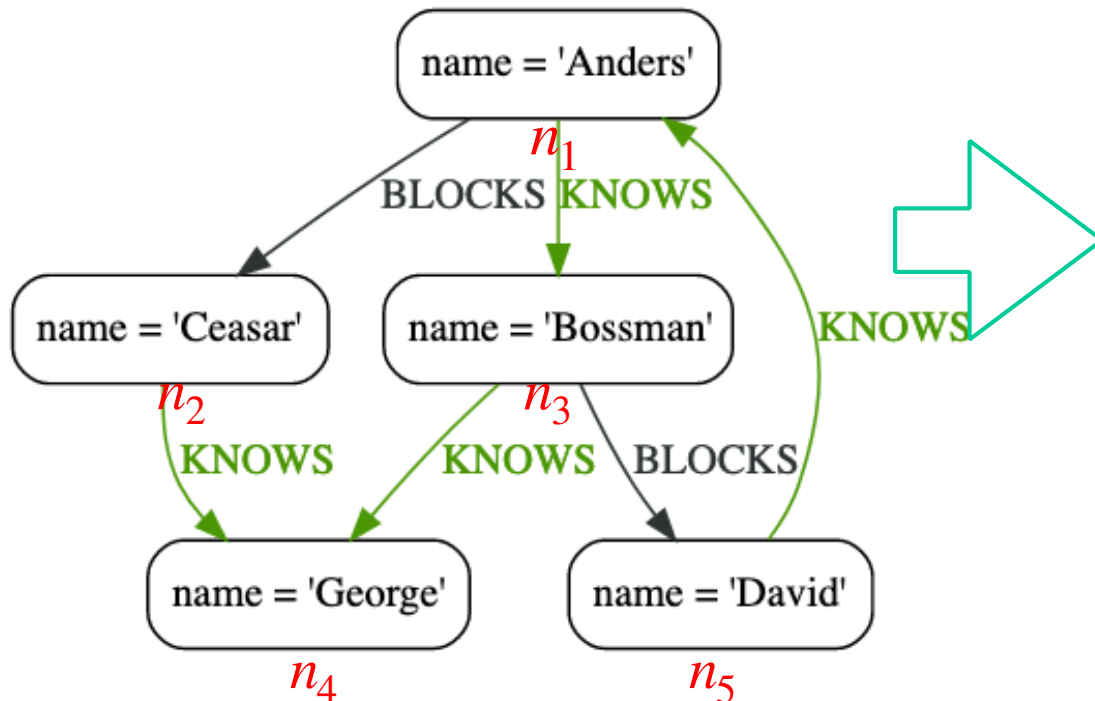 name = 'Anders'
n1
BLOCKS KNOWS
name = 'Ceasar' name = 'Bossman' KNOWS
n2 n3
KNOWS KNOWS BLOCKS
name = 'George' name = 'David'
n4 n5